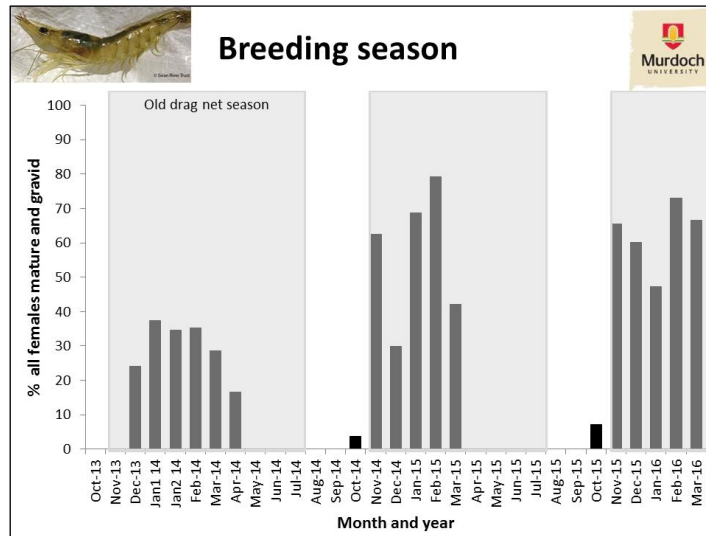 © Swan River Trust
Breeding season
Murdoch
UNIVERSITY
Old drag net season
% all females mature and gravid
100
90
80
70
60
50
40
30
20
10
0
Oct-13
Nov-13
Dec-13
Jan1 14
Jan2 14
Feb-14
Mar-14
Apr-14
May-14
Jun-14
Jul-14
Aug-14
Sep-14
Oct-14
Nov-14
Dec-14
Jan-15
Feb-15
Mar-15
Apr-15
May-15
Jun-15
Jul-15
Aug-15
Sep-15
Oct-15
Nov-15
Dec-15
Jan-16
Feb-16
Mar-16
Month and year